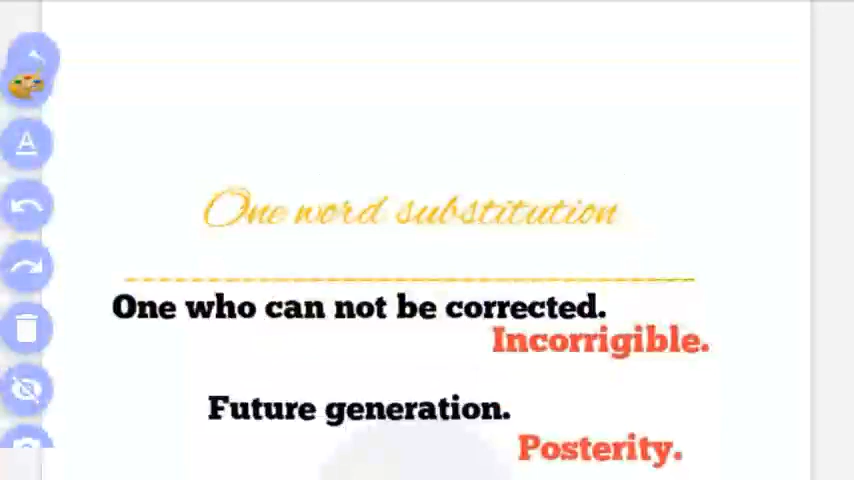 One word substitution
One who can not be corrected.
Incorrigible.
Future generation.
Posterity.